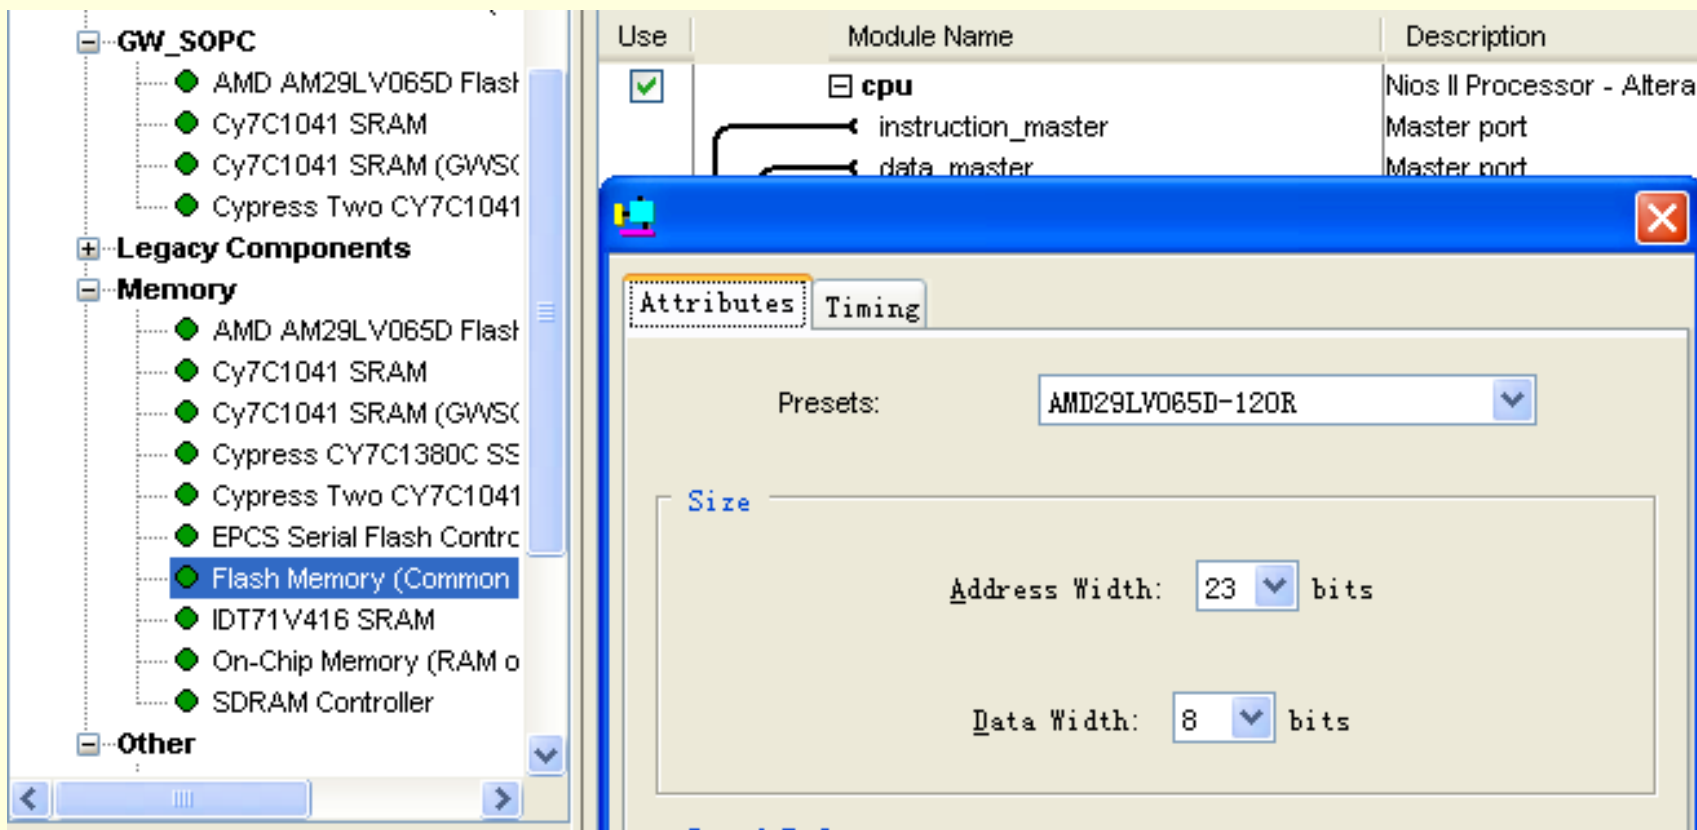 GW_SOPC
AMD AM29LV065D Flash
Cy7C1041 SRAM
Cy7C1041 SRAM (GWSO
Cypress Two CY7C1041
Legacy Components
Memory
AMD AM29LV065D Flash
Cy7C1041 SRAM
Cy7C1041 SRAM (GWSO
Cypress CY7C1380C SS
Cypress Two CY7C1041
EPCS Serial Flash Contro
Flash Memory (Common
IDT71V416 SRAM
On-Chip Memory (RAM o
SDRAM Controller
Other
Use Module Name Description
cpu Nios II Processor - Altera
instruction_master Master port
data_master Master port
Attributes Timing
Presets: AMD29LV065D-120R
Size
Address Width: 23 bits
Data Width: 8 bits